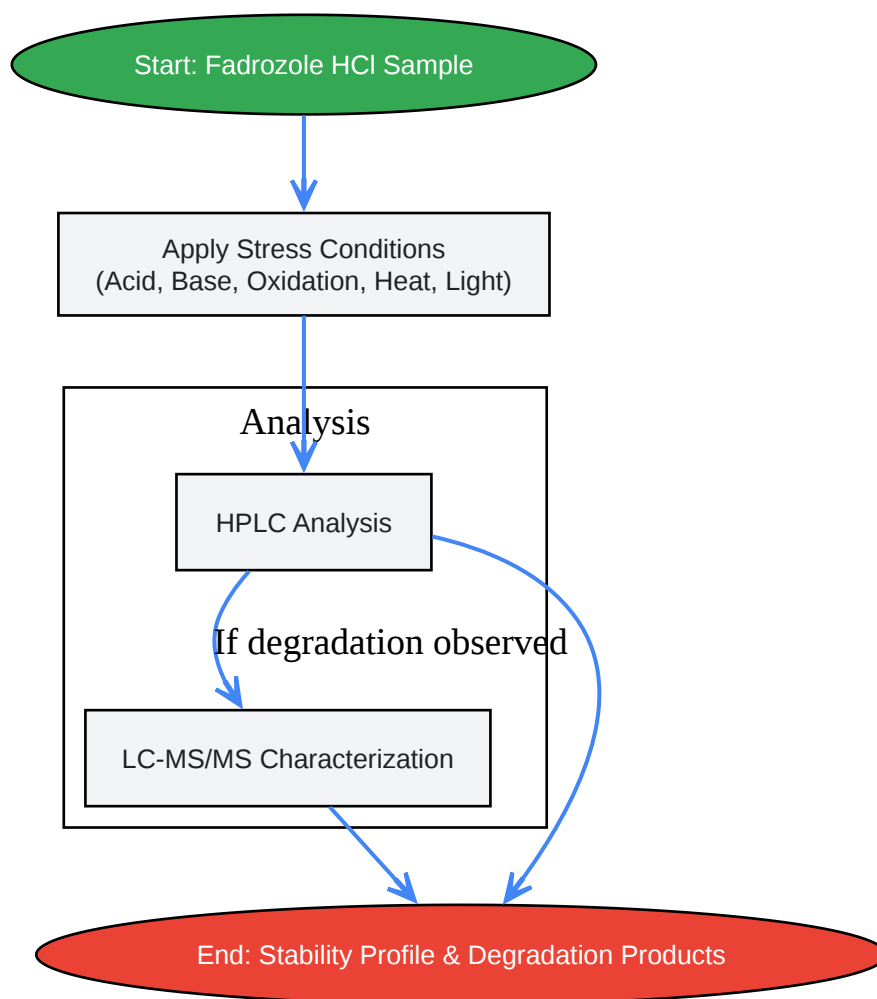 Start: Fadrozole HCl Sample
Apply Stress Conditions
(Acid, Base, Oxidation, Heat, Light)
Analysis
HPLC Analysis
If degradation observed
LC-MS/MS Characterization
End: Stability Profile & Degradation Products